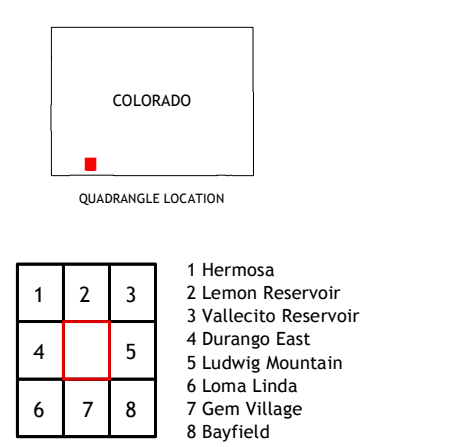 COLORADO
QUADRANGLE LOCATION
1 2 3
4 5
6 7 8
1 Hermosa
2 Lemon Reservoir
3 Vallecito Reservoir
4 Durango East
5 Ludwig Mountain
6 Loma Linda
7 Gem Village
8 Bayfield